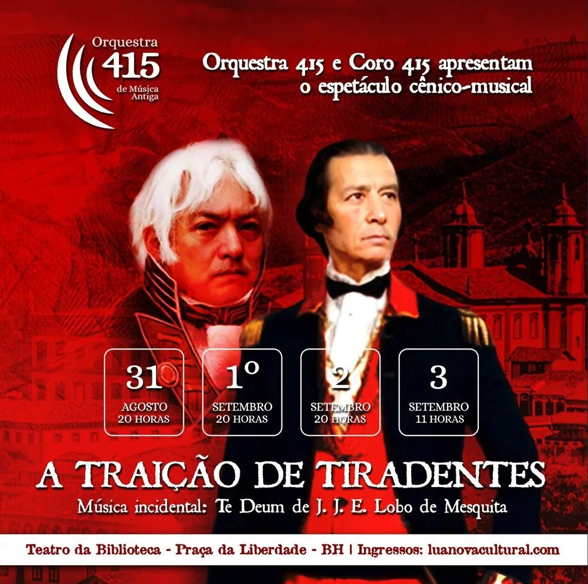 Orquestra
415
de Música
Antiga
Orquestra 415 e Coro 415 apresentam
o espetáculo cênico-musical
31
AGOSTO
20 HORAS
1º
SETEMBRO
20 HORAS
2
SETEMBRO
20 HORAS
3
SETEMBRO
11 HORAS
A TRAIÇÃO DE TIRADENTES
Música incidental: Te Deum de J. J. E. Lobo de Mesquita
Teatro da Biblioteca - Praça da Liberdade - BH | Ingressos: luanovacultural.com